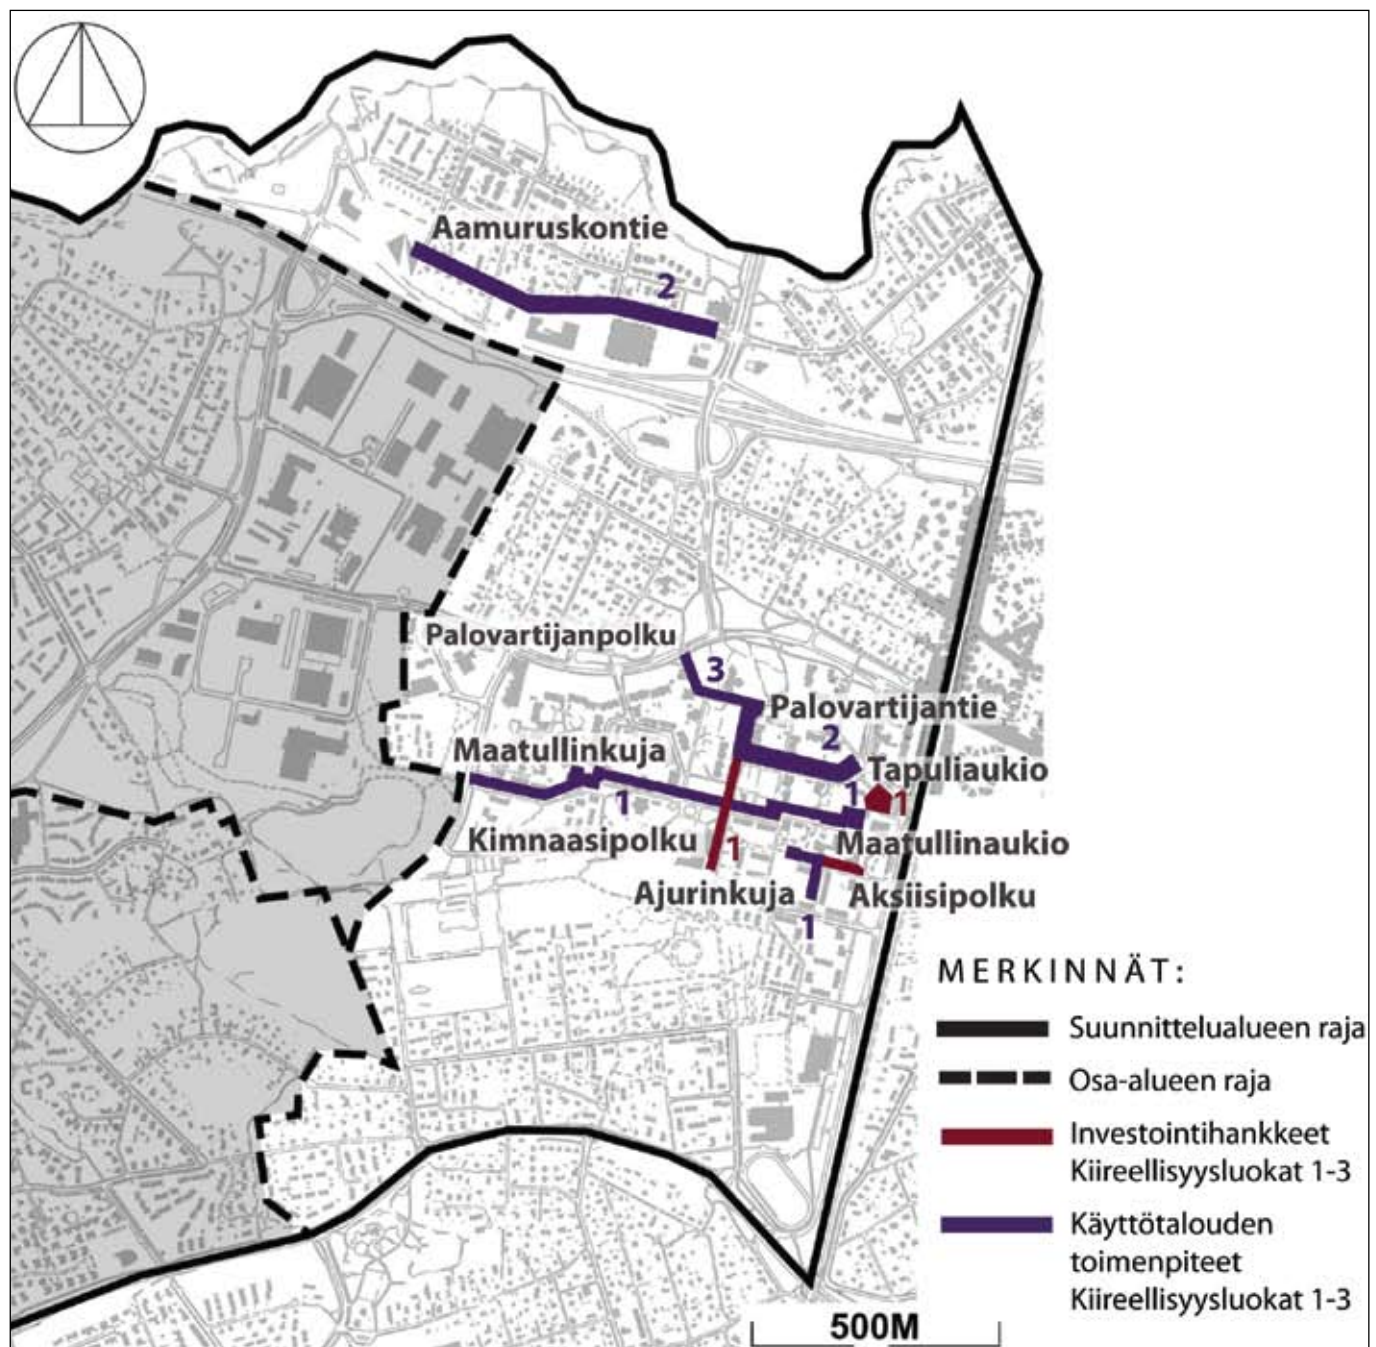 Aamuruskontie
2
Palovartijanpolku
3
Palovartijantie
2
Maatullinkuja
Tapuliaukio
1
1
1
Kimnaasipolku
1
Maatullinaukio
Ajurinkuja
Aksiisipolku
1
MERKINNÄT:
Suunnittelualueen raja
Osa-alueen raja
Investointihankkeet
Kiireellisyysluokat 1-3
Käyttötalouden
toimenpiteet
Kiireellisyysluokat 1-3
500M